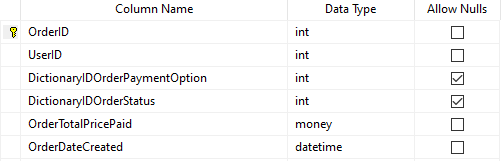 Column Name Data Type Allow Nulls
OrderID int
UserID int
DictionaryIDOrderPaymentOption int
DictionaryIDOrderStatus int
OrderTotalPricePaid money
OrderDateCreated datetime